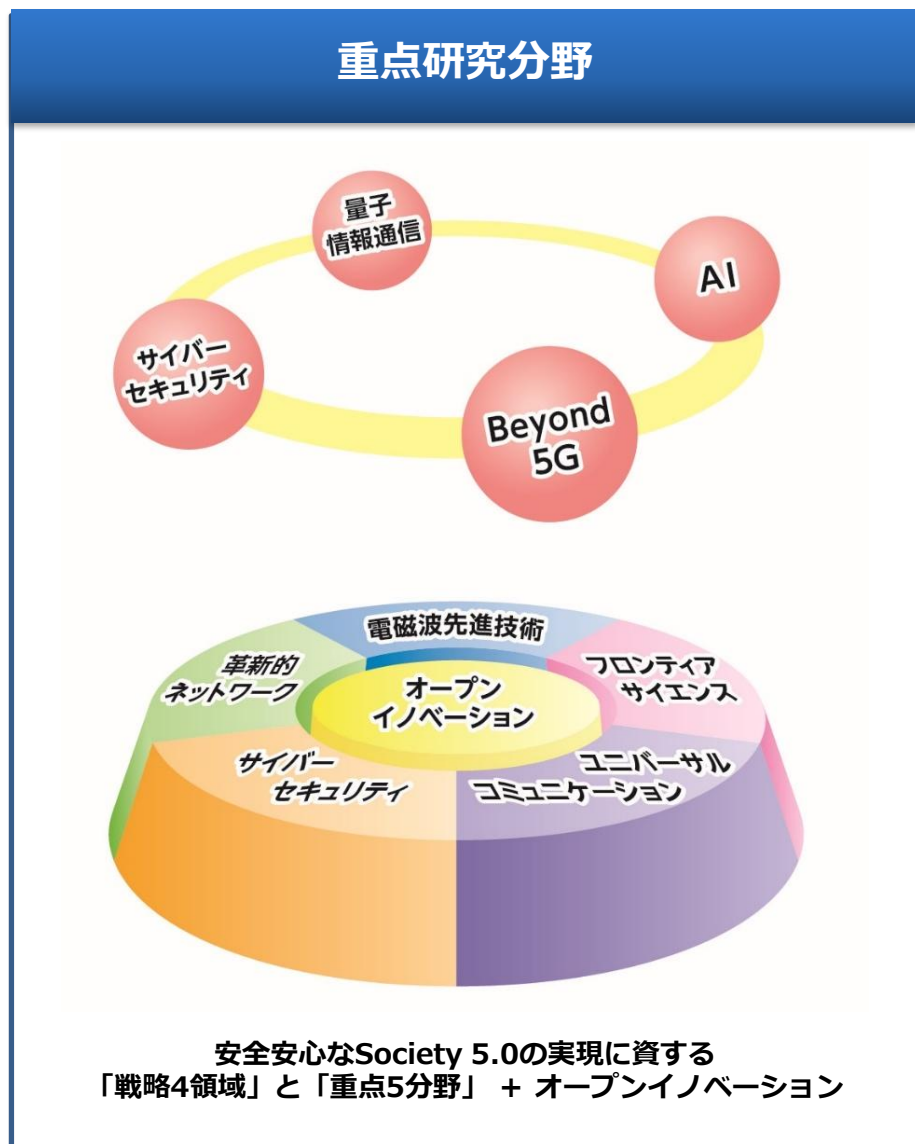 重点研究分野
量子
情報通信
AI
サイバー
セキュリティ
Beyond
5G
電磁波先進技術
革新的
ネットワーク
フロンティア
サイエンス
オープン
イノベーション
サイバー
セキュリティ
ユニバーサル
コミュニケーション
安全安心なSociety 5.0の実現に資する
「戦略4領域」と「重点5分野」 + オープンイノベーション